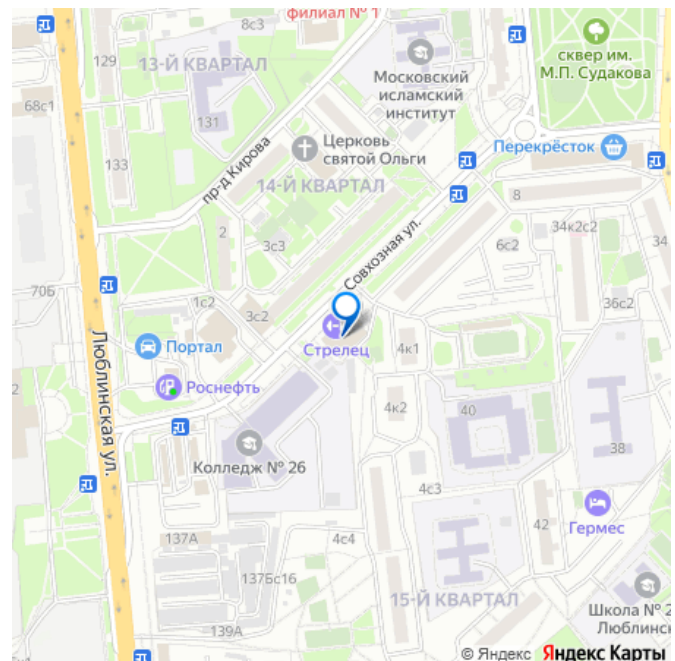 филиал № 1
8с3
129
13-Й КВАРТАЛ
68с1
131
133
Московский
исламский
институт
сквер им.
М.П. Судакова
пр-д Кирова
Церковь
святой Ольги
Перекрёсток
14-Й КВАРТАЛ
8
2
3с3
Совхозная ул.
6с2
34к2с2
34
70Б
1с2
3с2
36с2
Портал
Стрелец
4к1
Люблинская ул.
Роснефть
4к2
40
38
Колледж № 26
4с3
Гермес
42
137А
4с4
137Бс16
15-Й КВАРТАЛ
139А
Школа № 2
Люблинск
© Яндекс Яндекс Карты